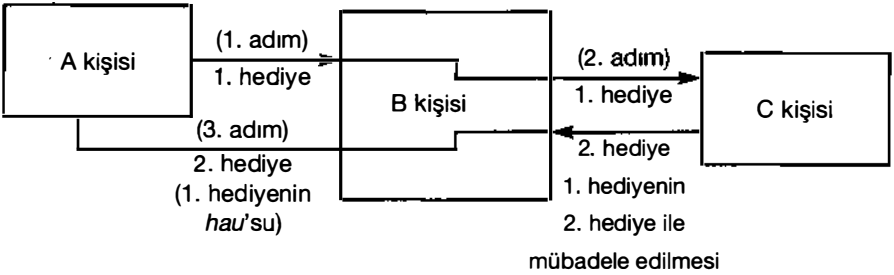 A kişisi
(1. adım)
1. hediye
B kişisi
(2. adım)
1. hediye
C kişisi
(3. adım)
2. hediye
(1. hediyenin
hau'su)
2. hediye
1. hediyenin
2. hediye ile
mübadele edilmesi